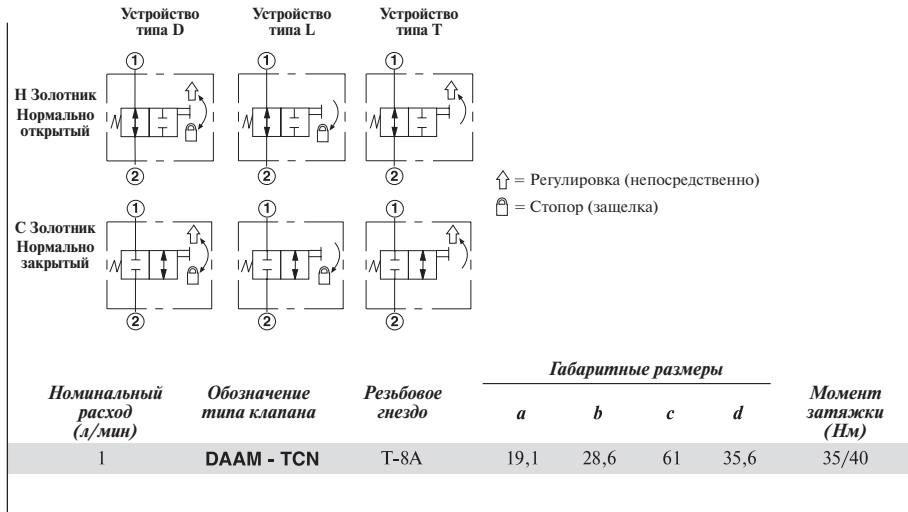 Устройство типа D
Устройство типа L
Устройство типа T
Н Золотник
Нормально
открытый
1
1
1
2
2
2
С Золотник
Нормально
закрытый
1
1
1
2
2
2
= Регулировка (непосредственно)
= Стопор (защелка)
Габаритные размеры
Номинальный расход (л/мин)
Обозначение типа клапана
Резьбовое гнездо
a b c d
Момент затяжки (Нм)
1 DAAM - TCN T-8A 19,1 28,6 61 35,6 35/40